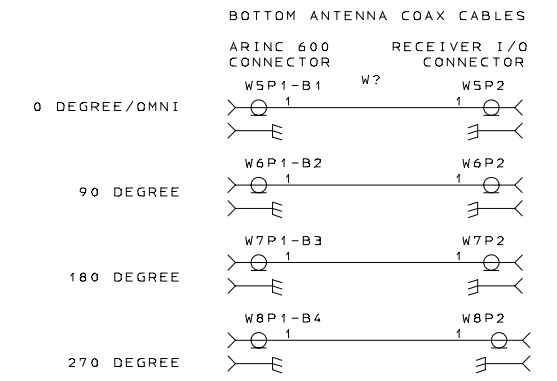 BOTTOM ANTENNA COAX CABLES
ARINC 600 RECEIVER I/O
CONNECTOR CONNECTOR
W?
W5P1-B1 W5P2
1 1
0 DEGREE/OMNI
W6P1-B2 W6P2
1 1
90 DEGREE
W7P1-B3 W7P2
1 1
180 DEGREE
W8P1-B4 W8P2
1 1
270 DEGREE